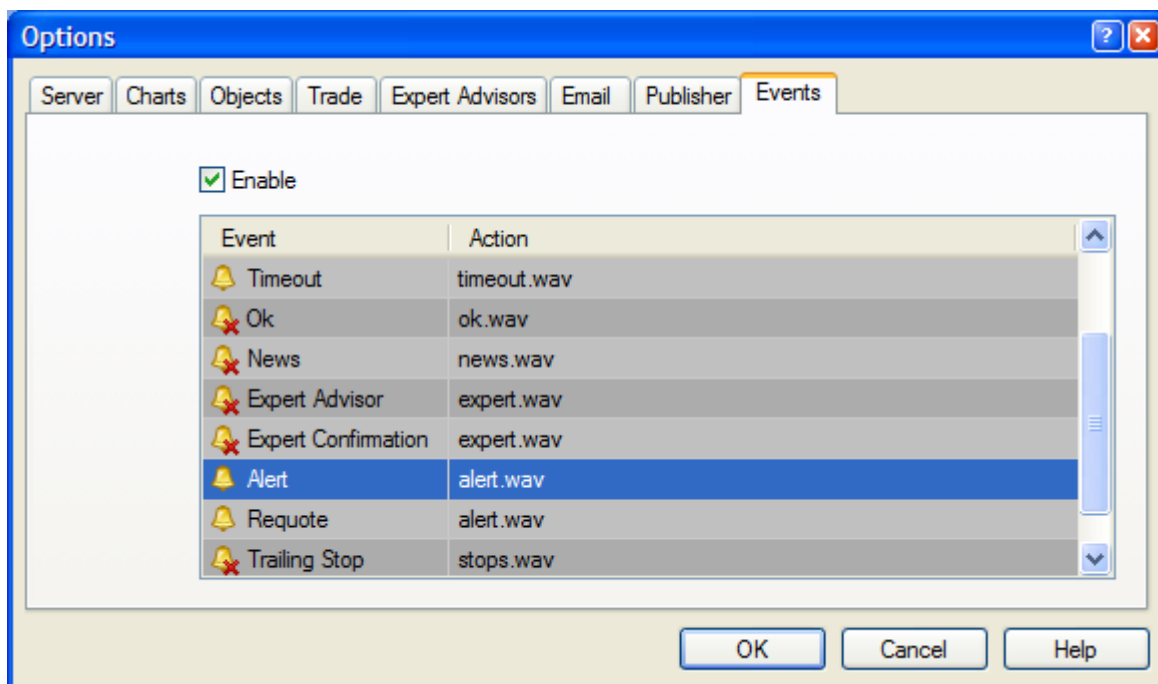 Options
Server Charts Objects Trade Expert Advisors Email Publisher Events
Enable
Event Action
Timeout timeout.wav
Ok ok.wav
News news.wav
Expert Advisor expert.wav
Expert Confirmation expert.wav
Alert alert.wav
Requote alert.wav
Trailing Stop stops.wav
OK Cancel Help